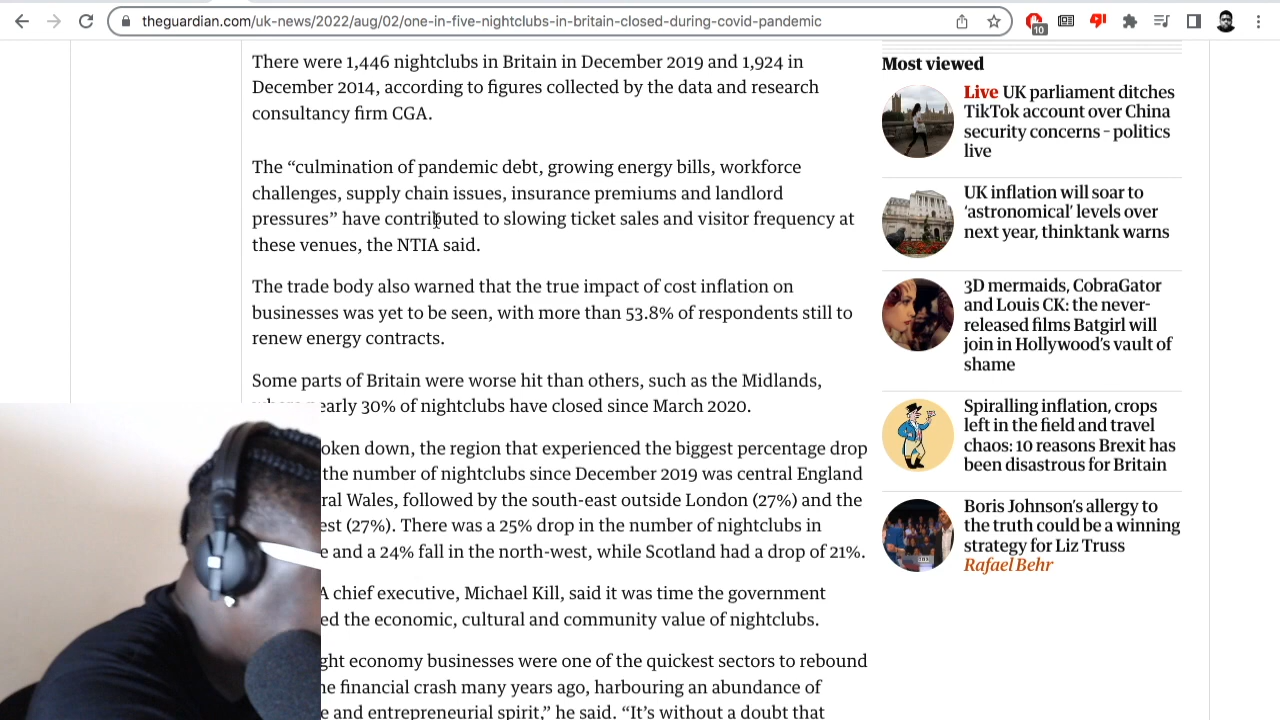 theguardian.com/uk-news/2022/aug/02/one-in-five-nightclubs-in-britain-closed-during-covid-pandemic
10
There were 1,446 nightclubs in Britain in December 2019 and 1,924 in
December 2014, according to figures collected by the data and research
consultancy firm CGA.
The “culmination of pandemic debt, growing energy bills, workforce
challenges, supply chain issues, insurance premiums and landlord
pressures” have contributed to slowing ticket sales and visitor frequency at
these venues, the NTIA said.
The trade body also warned that the true impact of cost inflation on
businesses was yet to be seen, with more than 53.8% of respondents still to
renew energy contracts.
Some parts of Britain were worse hit than others, such as the Midlands,
early 30% of nightclubs have closed since March 2020.
oken down, the region that experienced the biggest percentage drop
the number of nightclubs since December 2019 was central England
ral Wales, followed by the south-east outside London (27%) and the
est (27%). There was a 25% drop in the number of nightclubs in
e and a 24% fall in the north-west, while Scotland had a drop of 21%.
A chief executive, Michael Kill, said it was time the government
ed the economic, cultural and community value of nightclubs.
ght economy businesses were one of the quickest sectors to rebound
he financial crash many years ago, harbouring an abundance of
e and entrepreneurial spirit,” he said. “It’s without a doubt that
Most viewed
Live UK parliament ditches
TikTok account over China
security concerns – politics
live
UK inflation will soar to
‘astronomical’ levels over
next year, thinktank warns
3D mermaids, CobraGator
and Louis CK: the never-
released films Batgirl will
join in Hollywood’s vault of
shame
Spiralling inflation, crops
left in the field and travel
chaos: 10 reasons Brexit has
been disastrous for Britain
Boris Johnson’s allergy to
the truth could be a winning
strategy for Liz Truss
Rafael Behr